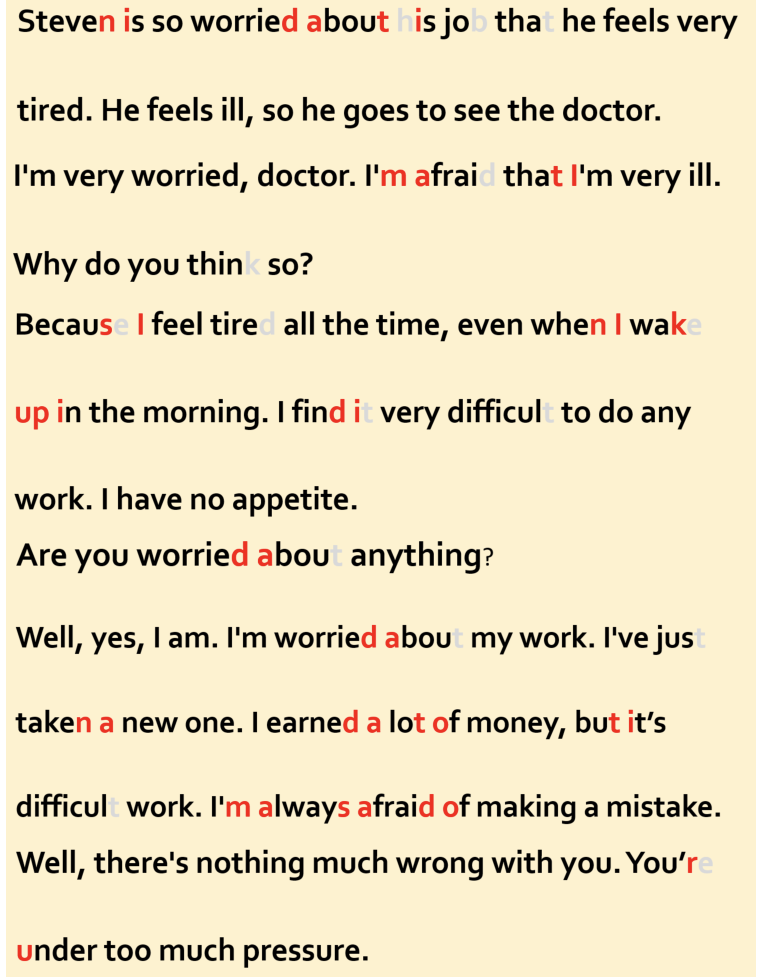 Steven is so worried about his job that he feels very
tired. He feels ill, so he goes to see the doctor.
I'm very worried, doctor. I'm afraid that I'm very ill.
Why do you think so?
Because I feel tired all the time, even when I wake
up in the morning. I find it very difficult to do any
work. I have no appetite.
Are you worried about anything?
Well, yes, I am. I'm worried about my work. I've just
taken a new one. I earned a lot of money, but it’s
difficult work. I'm always afraid of making a mistake.
Well, there's nothing much wrong with you. You’re
under too much pressure.